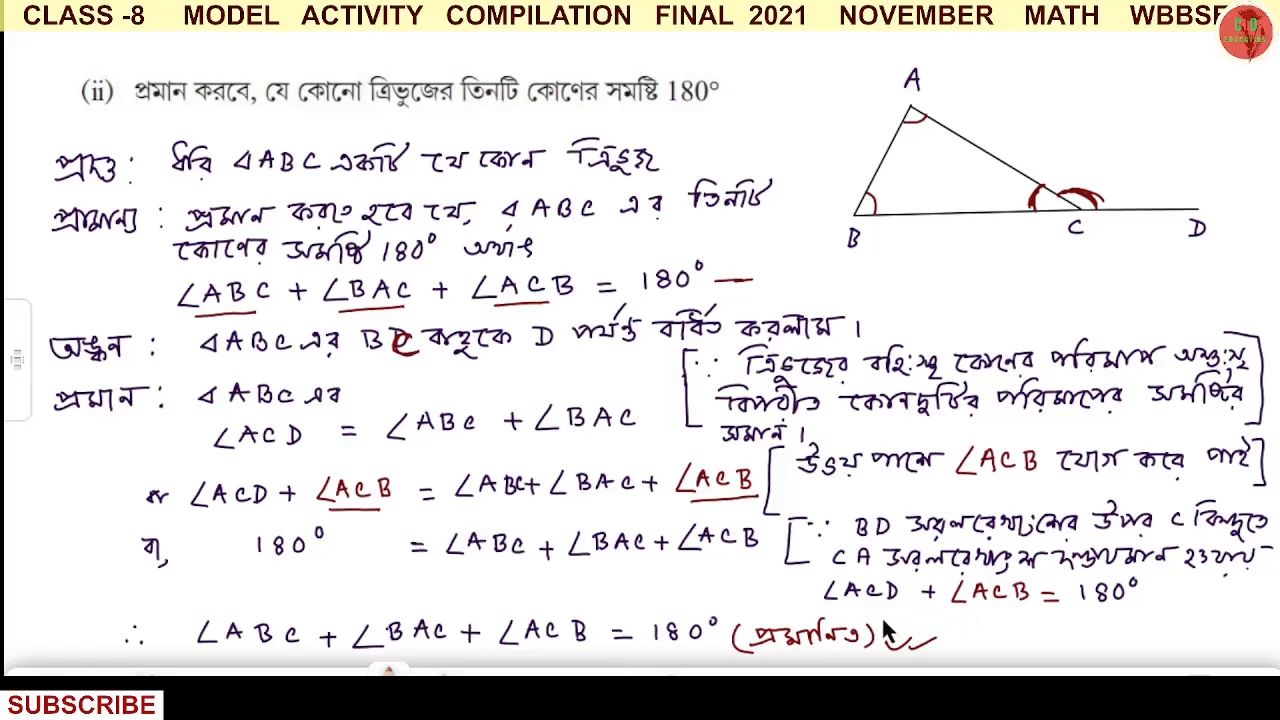 CLASS -8 MODEL ACTIVITY COMPILATION FINAL 2021 NOVEMBER MATH WBBSE
(ii) প্রমান করবে, যে কোনো ত্রিভুজের তিনটি কোণের সমষ্টি 180°
প্রদত্ত : ধরি ⊲ABC একটি যে কোন ত্রিভুজ
প্রামান্য : প্রমান করতে হবে যে, ⊲ABC এর তিনটি
কোণের সমষ্টি 180° অর্থাৎ
∠ABC + ∠BAC + ∠ACB = 180°
অঙ্কন : ⊲ABC এর BC বাহুকে D পর্যন্ত বর্ধিত করলাম।
প্রমান : ⊲ABC এর
∠ACD = ∠ABC + ∠BAC
[∵ ত্রিভুজের বহিঃস্থ কোনের পরিমাপ অন্তঃস্থ
বিপরীত কোনদুটির পরিমাপের সমষ্টির
সমান।]
বা ∠ACD + ∠ACB = ∠ABC + ∠BAC + ∠ACB [উভয় পাশে ∠ACB যোগ করে পাই]
বা, 180° = ∠ABC + ∠BAC + ∠ACB
[∵ BD সরলরেখাংশের উপর C বিন্দুতে
CA সরলরেখাংশ দন্ডায়মান হওয়ায়
∠ACD + ∠ACB = 180°
∴ ∠ABC + ∠BAC + ∠ACB = 180° (প্রমানিত)
A
B
C
D
SUBSCRIBE